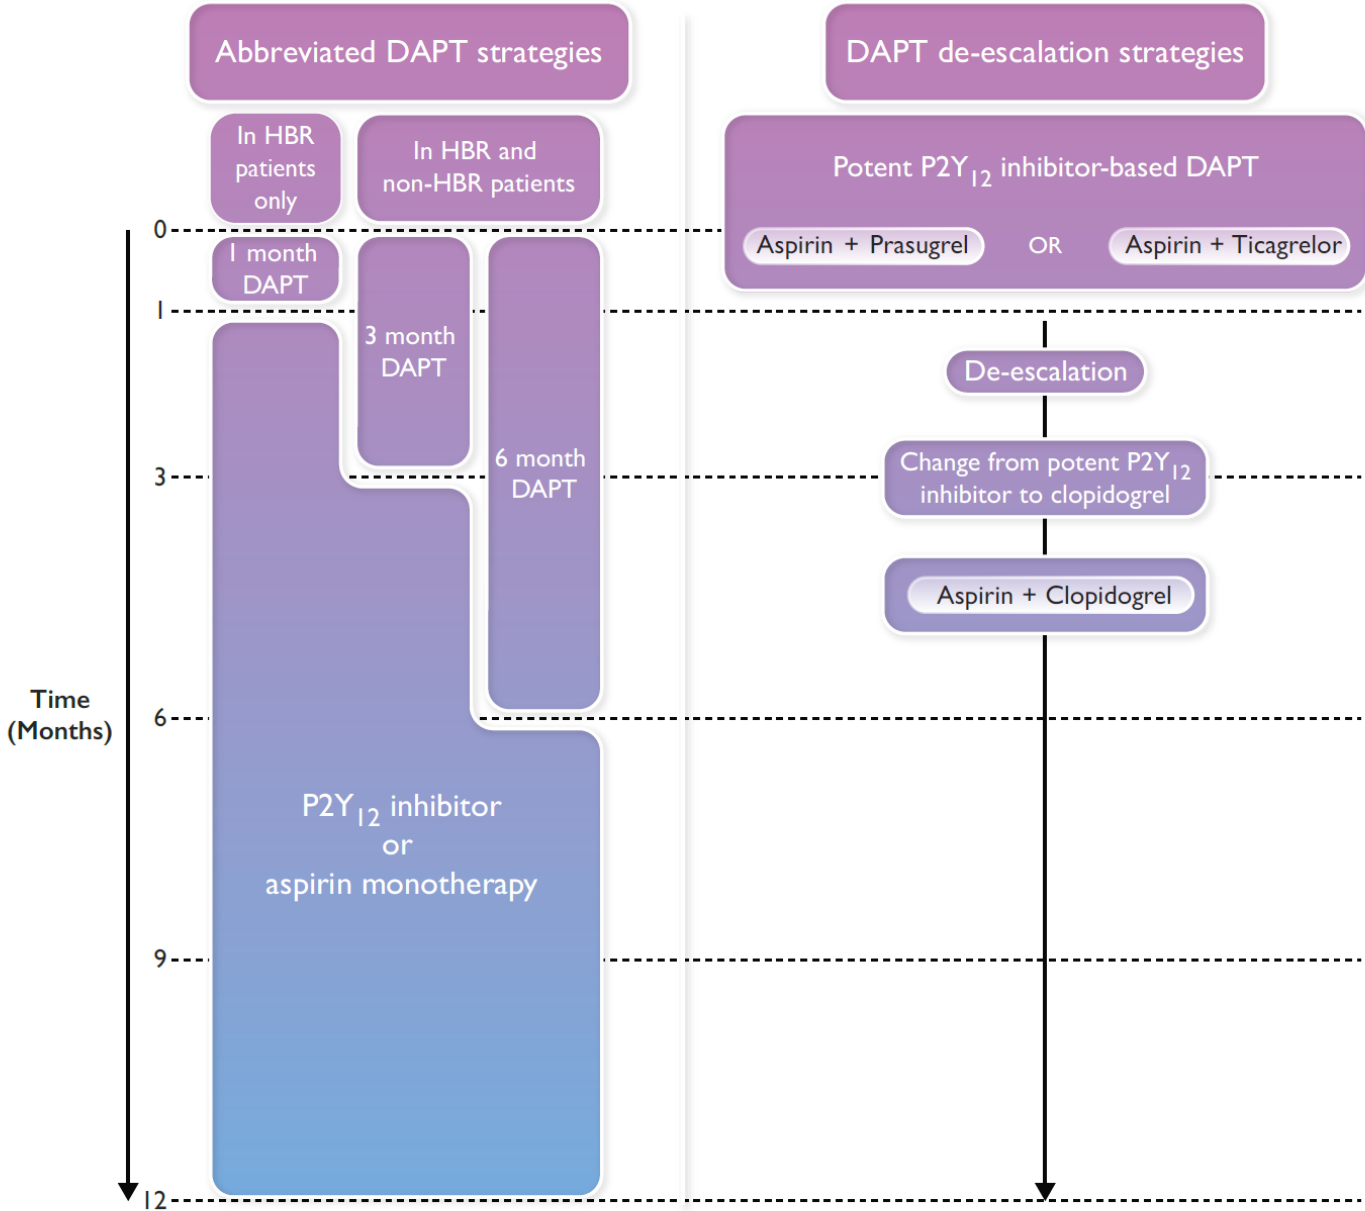 Abbreviated DAPT strategies
In HBR
patients
only
In HBR and
non-HBR patients
0
1 month
DAPT
1
3 month
DAPT
3
6 month
DAPT
Time
(Months)
6
P2Y12 inhibitor
or
aspirin monotherapy
9
12
DAPT de-escalation strategies
Potent P2Y12 inhibitor-based DAPT
Aspirin + Prasugrel OR Aspirin + Ticagrelor
De-escalation
Change from potent P2Y12
inhibitor to clopidogrel
Aspirin + Clopidogrel